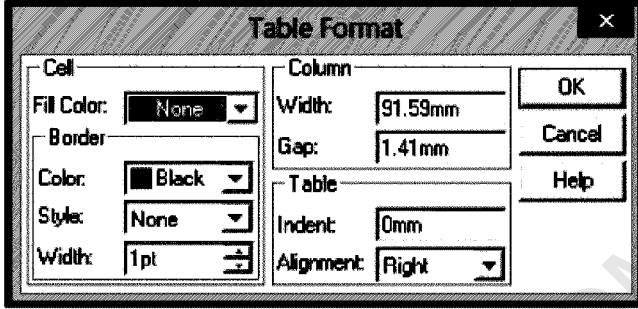 Table Format
Cell
Fill Color: None
Border
Color: Black
Style: None
Width: 1pt
Column
Width: 91.59mm
Gap: 1.41mm
Table
Indent: 0mm
Alignment: Right
OK
Cancel
Help